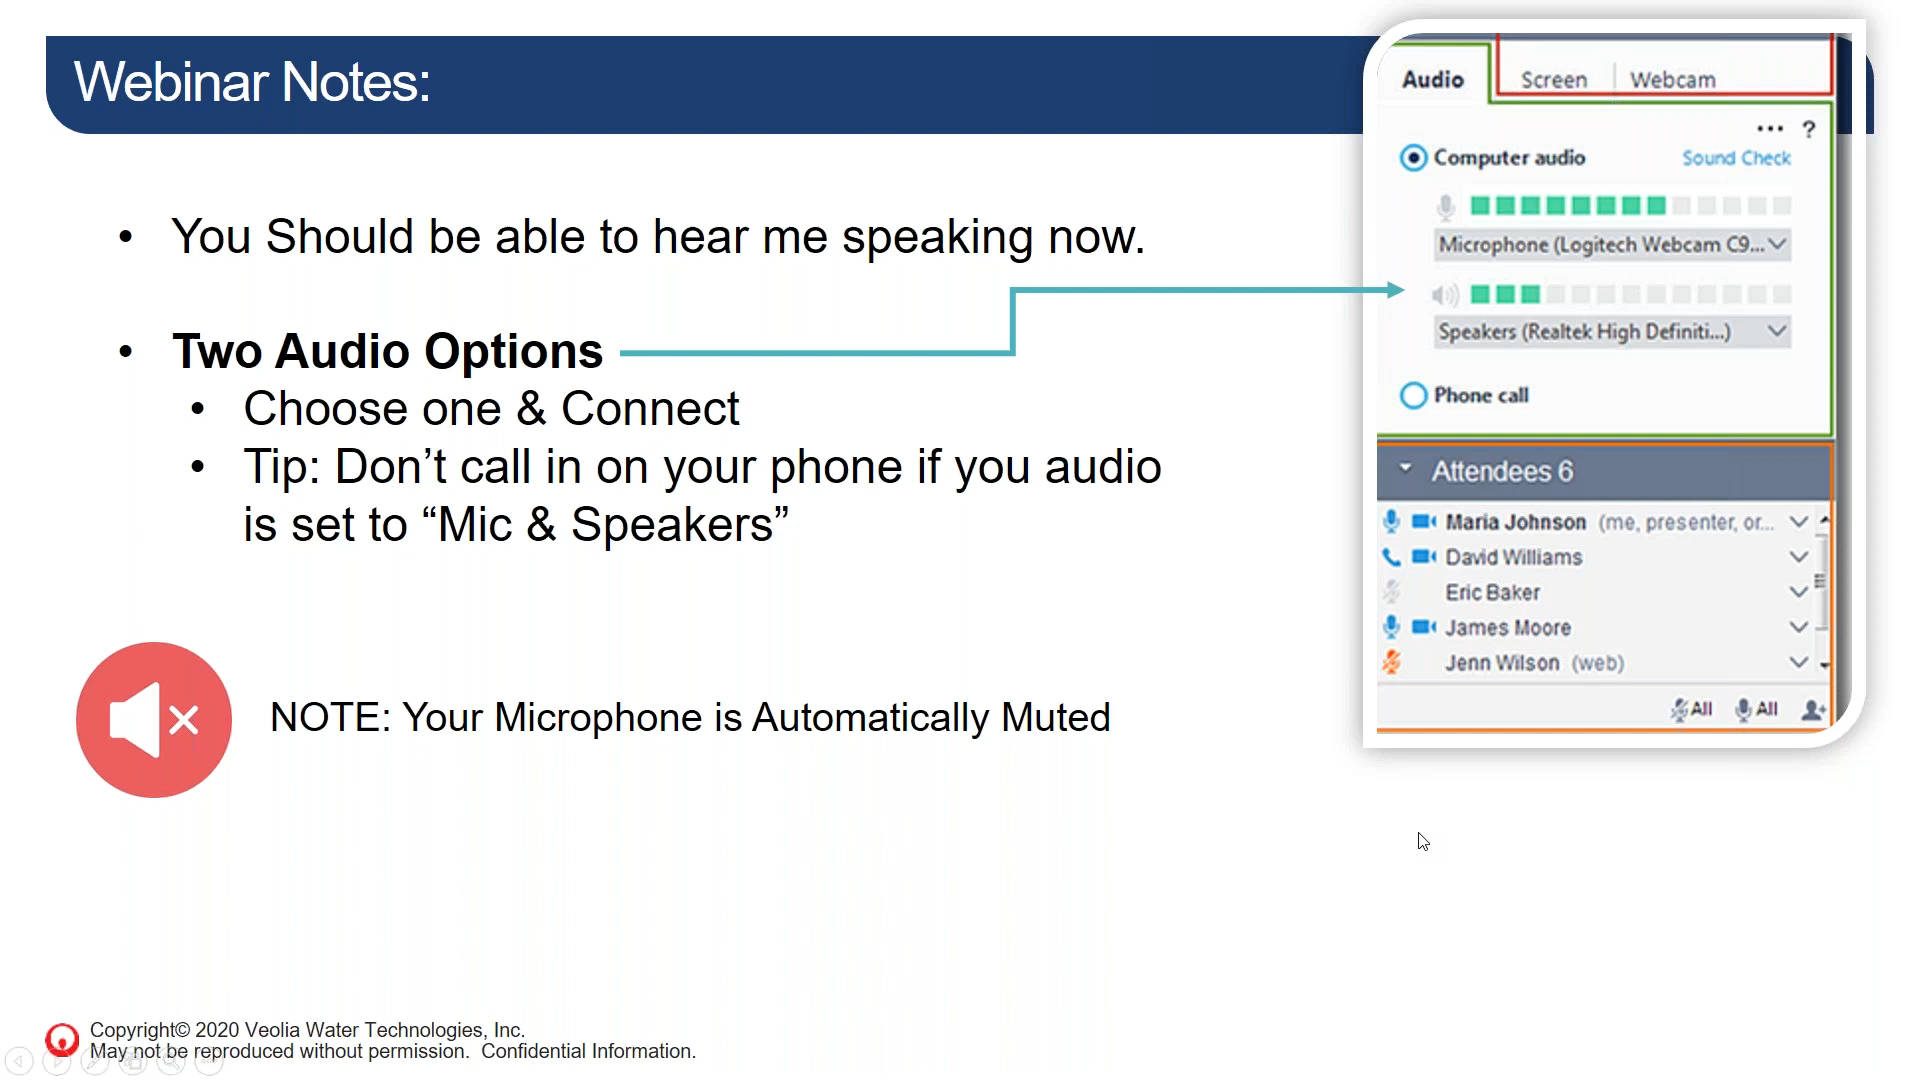 Webinar Notes:
• You Should be able to hear me speaking now.
• Two Audio Options
• Choose one & Connect
• Tip: Don’t call in on your phone if you audio
is set to “Mic & Speakers”
NOTE: Your Microphone is Automatically Muted
Audio Screen Webcam
... ?
Computer audio Sound Check
Microphone (Logitech Webcam C9...
Speakers (Realtek High Definiti...)
Phone call
Attendees 6
Maria Johnson (me, presenter, or...
David Williams
Eric Baker
James Moore
Jenn Wilson (web)
All All
Copyright© 2020 Veolia Water Technologies, Inc.
May not be reproduced without permission. Confidential Information.